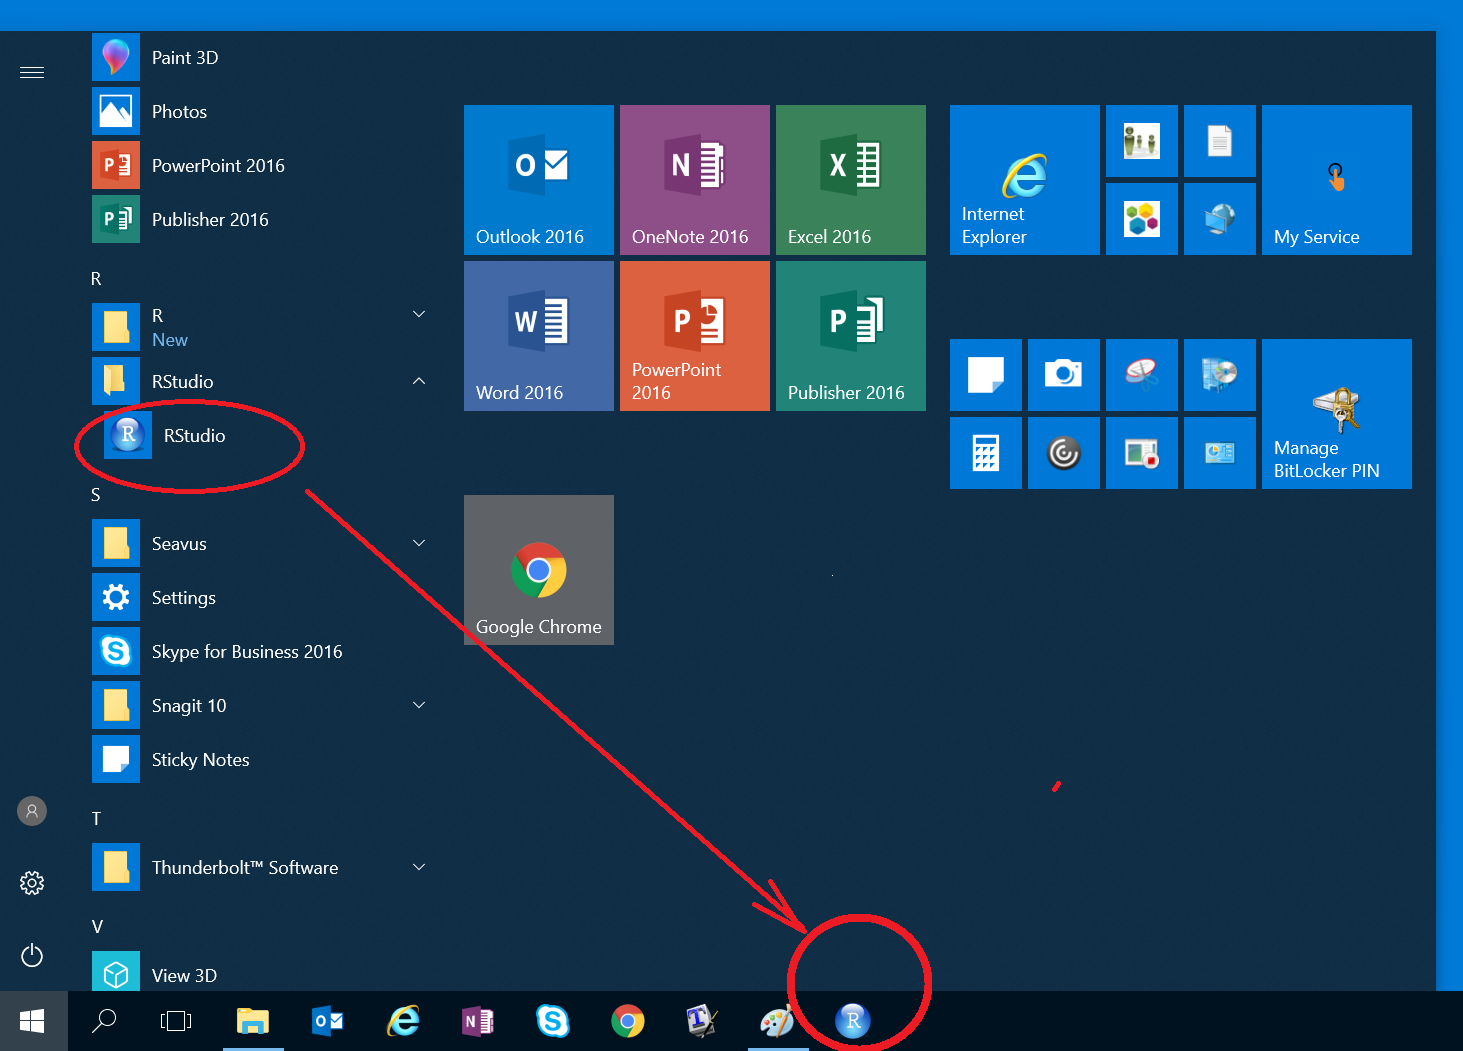 Paint 3D
Photos
PowerPoint 2016
Publisher 2016
R
R
New
RStudio
RStudio
S
Seavus
Settings
Skype for Business 2016
Snagit 10
Sticky Notes
T
Thunderbolt™ Software
V
View 3D
Outlook 2016
OneNote 2016
Excel 2016
Word 2016
PowerPoint
2016
Publisher 2016
Google Chrome
Internet
Explorer
My Service
Manage
BitLocker PIN